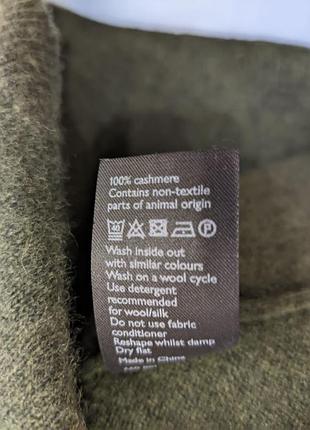 100% cashmere
Contains non-textile
parts of animal origin
40 P
Wash inside out
with similar colours
Wash on a wool cycle
Use detergent
recommended
for wool/silk
Do not use fabric
conditioner
Reshape whilst damp
Dry flat
Made in China